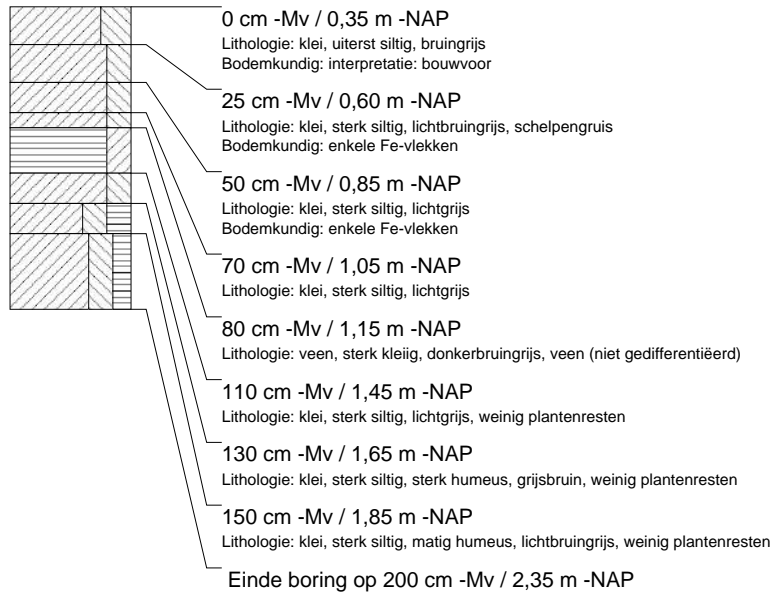 0 cm -Mv / 0,35 m -NAP
Lithologie: klei, uiterst siltig, bruingrijs
Bodemkundig: interpretatie: bouwvoor
25 cm -Mv / 0,60 m -NAP
Lithologie: klei, sterk siltig, lichtbruingrijs, schelpengruis
Bodemkundig: enkele Fe-vlekken
50 cm -Mv / 0,85 m -NAP
Lithologie: klei, sterk siltig, lichtgrijs
Bodemkundig: enkele Fe-vlekken
70 cm -Mv / 1,05 m -NAP
Lithologie: klei, sterk siltig, lichtgrijs
80 cm -Mv / 1,15 m -NAP
Lithologie: veen, sterk kleiig, donkerbruingrijs, veen (niet gedifferentiëerd)
110 cm -Mv / 1,45 m -NAP
Lithologie: klei, sterk siltig, lichtgrijs, weinig plantenresten
130 cm -Mv / 1,65 m -NAP
Lithologie: klei, sterk siltig, sterk humeus, grijsbruin, weinig plantenresten
150 cm -Mv / 1,85 m -NAP
Lithologie: klei, sterk siltig, matig humeus, lichtbruingrijs, weinig plantenresten
Einde boring op 200 cm -Mv / 2,35 m -NAP